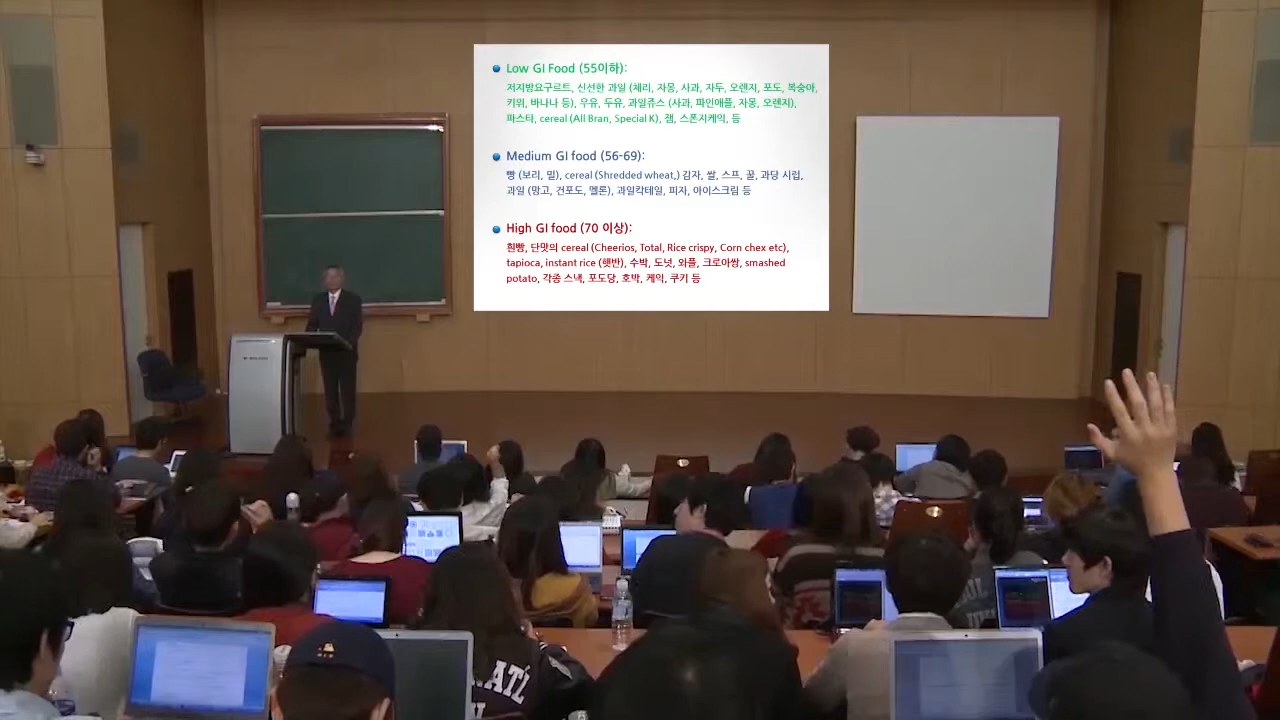 Low GI Food (55이하):
저지방요구르트, 신선한 과일 (체리, 자몽, 사과, 자두, 오렌지, 포도, 복숭아,
키위, 바나나 등), 우유, 두유, 과일쥬스 (사과, 파인애플, 자몽, 오렌지),
파스타, cereal (All Bran, Special K), 잼, 스폰지케익, 등
Medium GI food (56-69):
빵 (보리, 밀), cereal (Shredded wheat,) 감자, 쌀, 스프, 꿀, 과당 시럽,
과일 (망고, 건포도, 멜론), 과일칵테일, 피자, 아이스크림 등
High GI food (70 이상):
흰빵, 단맛의 cereal (Cheerios, Total, Rice crispy, Corn chex etc),
tapioca, instant rice (햇반), 수박, 도넛, 와플, 크로아쌍, smashed
potato, 각종 스낵, 포도당, 호박, 케익, 쿠키 등